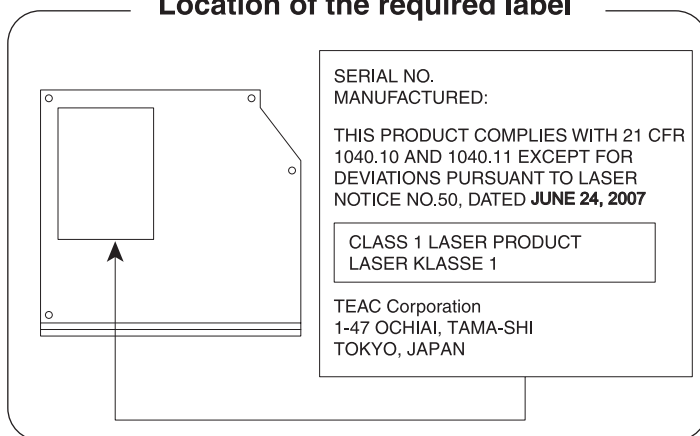 Location of the required label
SERIAL NO.
MANUFACTURED:
THIS PRODUCT COMPLIES WITH 21 CFR
1040.10 AND 1040.11 EXCEPT FOR
DEVIATIONS PURSUANT TO LASER
NOTICE NO.50, DATED JUNE 24, 2007
CLASS 1 LASER PRODUCT
LASER KLASSE 1
TEAC Corporation
1-47 OCHIAI, TAMA-SHI
TOKYO, JAPAN